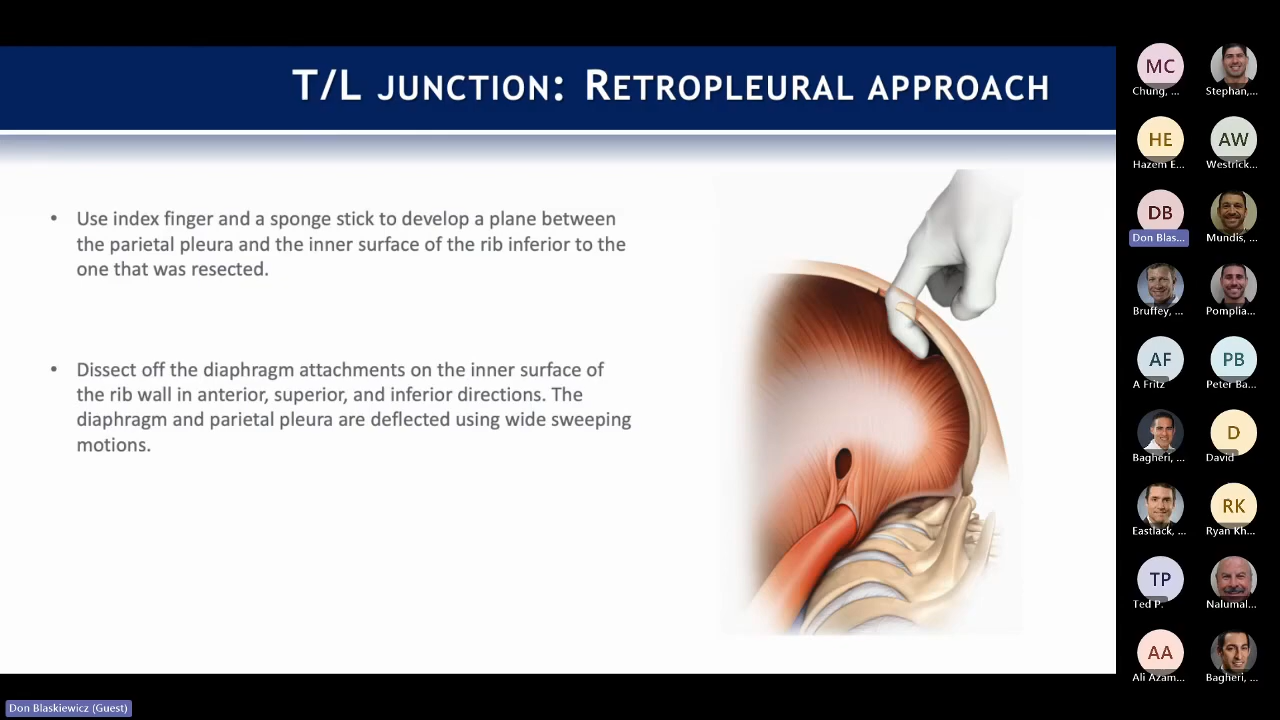 T/L JUNCTION: RETROPLEURAL APPROACH
• Use index finger and a sponge stick to develop a plane between
the parietal pleura and the inner surface of the rib inferior to the
one that was resected.
• Dissect off the diaphragm attachments on the inner surface of
the rib wall in anterior, superior, and inferior directions. The
diaphragm and parietal pleura are deflected using wide sweeping
motions.
MC
Chung, ...
Stephan,...
HE
Hazem E...
AW
Westrick...
DB
Don Blas...
Mundis, ...
Bruffey, ...
Pomplia...
AF
A Fritz
PB
Peter Ba...
Bagheri, ...
D
David
Eastlack, ...
RK
Ryan Kh...
TP
Ted P.
Nalumal...
AA
Ali Azam...
Bagheri, ...
Don Blaskiewicz (Guest)